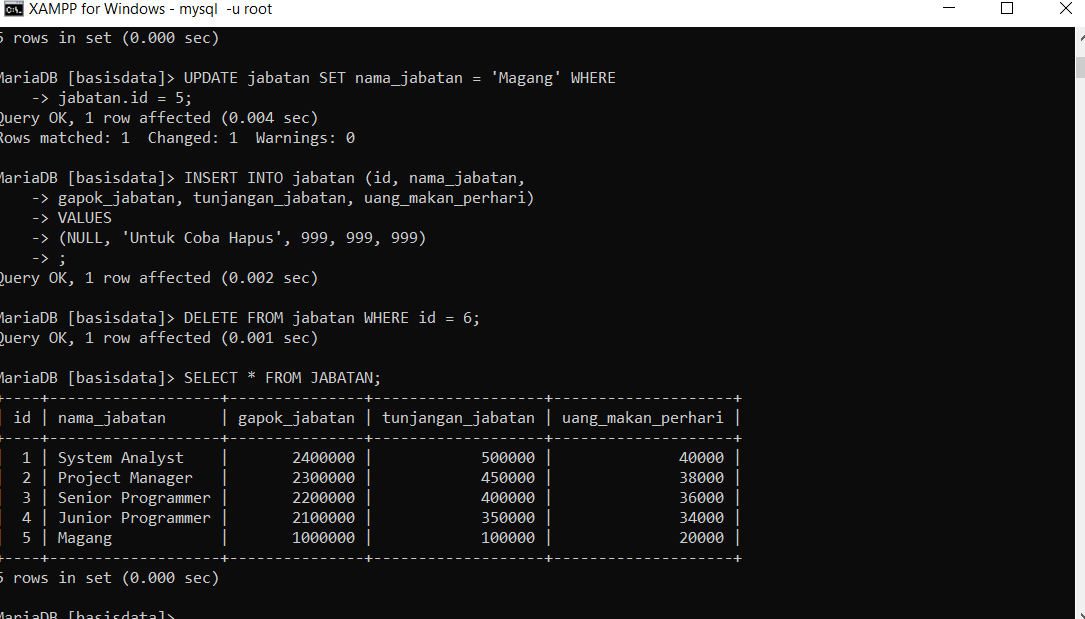 XAMPP for Windows - mysql  -u root
5 rows in set (0.000 sec)
MariaDB [basisdata]> UPDATE jabatan SET nama_jabatan = 'Magang' WHERE
    -> jabatan.id = 5;
Query OK, 1 row affected (0.004 sec)
Rows matched: 1  Changed: 1  Warnings: 0
MariaDB [basisdata]> INSERT INTO jabatan (id, nama_jabatan,
    -> gapok_jabatan, tunjangan_jabatan, uang_makan_perhari)
    -> VALUES
    -> (NULL, 'Untuk Coba Hapus', 999, 999, 999)
    -> ;
Query OK, 1 row affected (0.002 sec)
MariaDB [basisdata]> DELETE FROM jabatan WHERE id = 6;
Query OK, 1 row affected (0.001 sec)
MariaDB [basisdata]> SELECT * FROM JABATAN;
+----+-------------------+---------------+-------------------+--------------------+
| id | nama_jabatan      | gapok_jabatan | tunjangan_jabatan | uang_makan_perhari |
+----+-------------------+---------------+-------------------+--------------------+
|  1 | System Analyst    |       2400000 |            500000 |              40000 |
|  2 | Project Manager   |       2300000 |            450000 |              38000 |
|  3 | Senior Programmer |       2200000 |            400000 |              36000 |
|  4 | Junior Programmer |       2100000 |            350000 |              34000 |
|  5 | Magang            |       1000000 |            100000 |              20000 |
+----+-------------------+---------------+-------------------+--------------------+
5 rows in set (0.000 sec)
MariaDB [basisdata]>